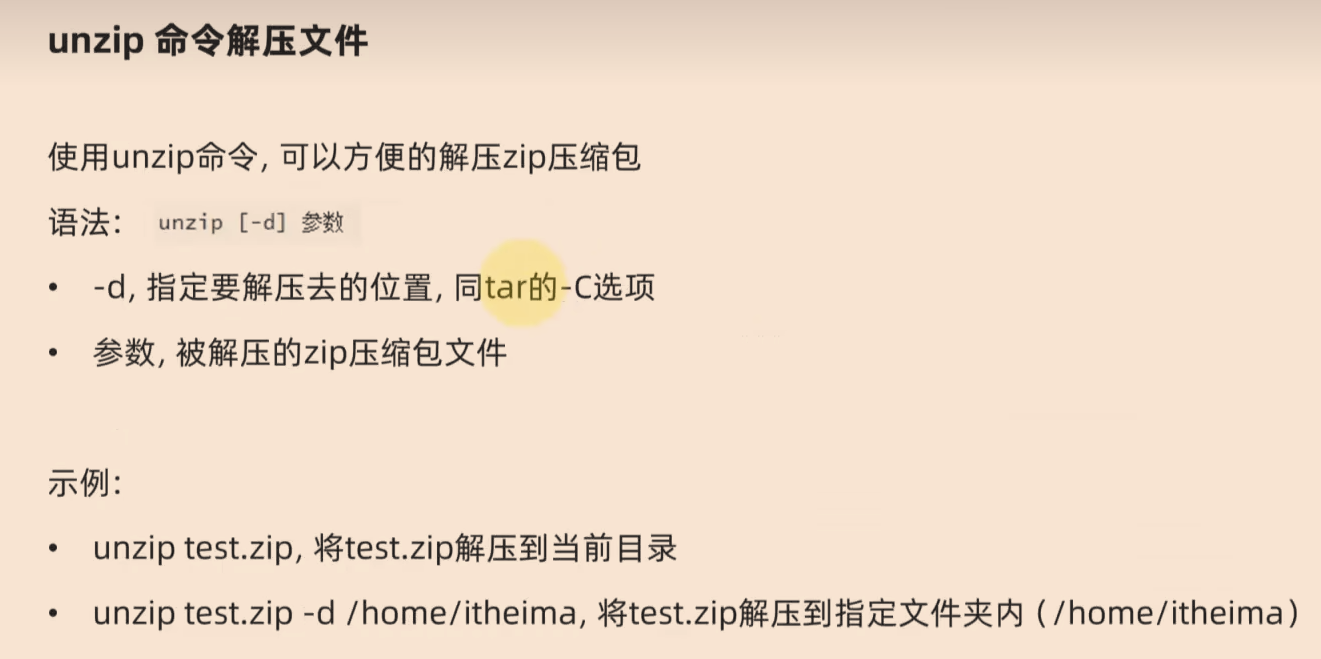 unzip 命令解压文件
使用unzip命令, 可以方便的解压zip压缩包
语法: unzip [-d] 参数
• -d, 指定要解压去的位置, 同tar的-C选项
• 参数, 被解压的zip压缩包文件
示例:
• unzip test.zip, 将test.zip解压到当前目录
• unzip test.zip -d /home/itheima, 将test.zip解压到指定文件夹内 (/home/itheima)